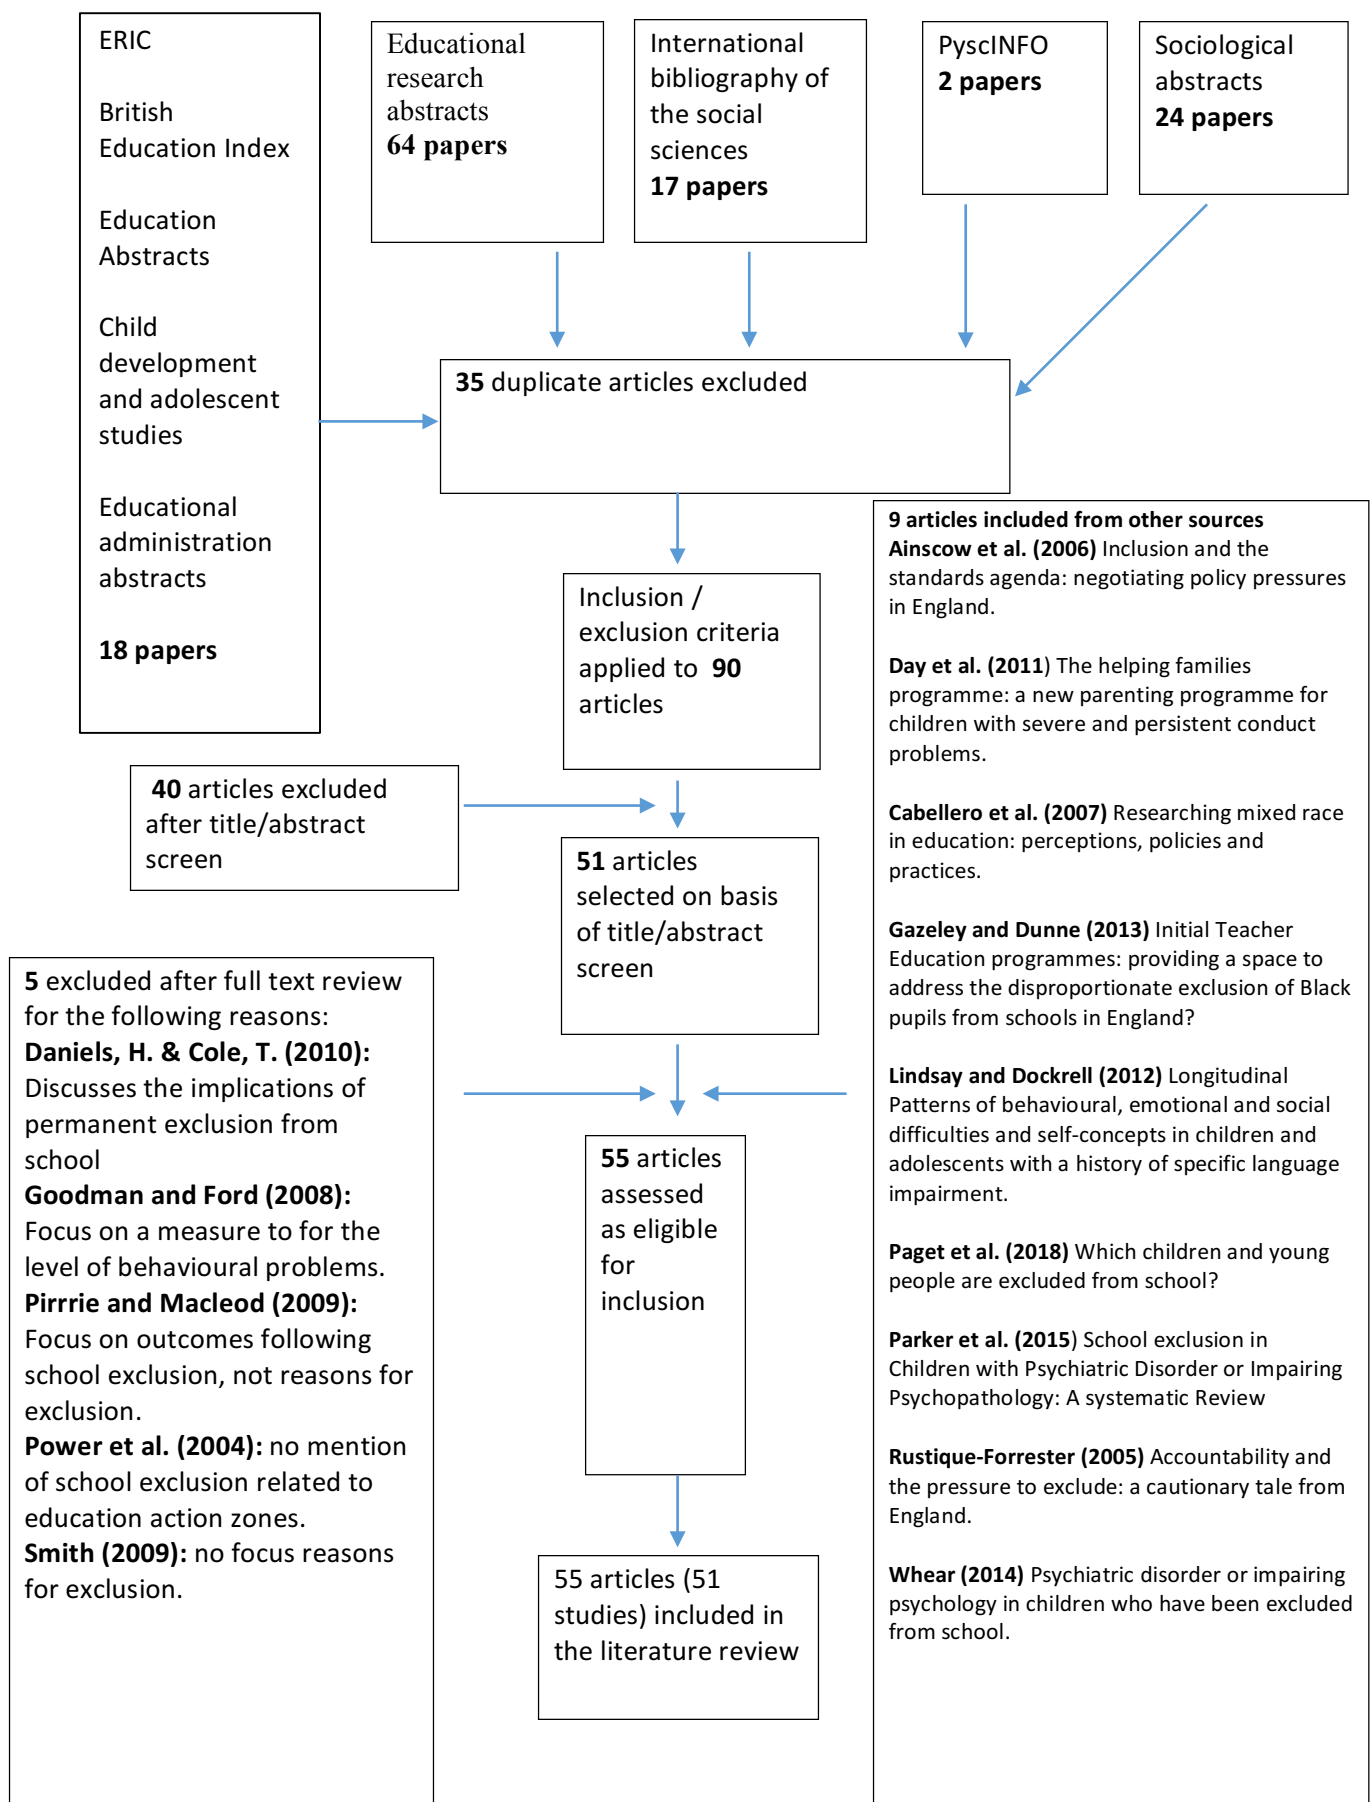 ERIC
British
Education Index
Education
Abstracts
Child
development
and adolescent
studies
Educational
administration
abstracts
18 papers
Educational
research
abstracts
64 papers
International
bibliography of
the social
sciences
17 papers
PyscINFO
2 papers
Sociological
abstracts
24 papers
35 duplicate articles excluded
Inclusion /
exclusion criteria
applied to 90
articles
40 articles excluded
after title/abstract
screen
51 articles
selected on basis
of title/abstract
screen
5 excluded after full text review
for the following reasons:
Daniels, H. & Cole, T. (2010):
Discusses the implications of
permanent exclusion from
school
Goodman and Ford (2008):
Focus on a measure to for the
level of behavioural problems.
Pirrrie and Macleod (2009):
Focus on outcomes following
school exclusion, not reasons for
exclusion.
Power et al. (2004): no mention
of school exclusion related to
education action zones.
Smith (2009): no focus reasons
for exclusion.
9 articles included from other sources
Ainscow et al. (2006) Inclusion and the
standards agenda: negotiating policy pressures
in England.
Day et al. (2011) The helping families
programme: a new parenting programme for
children with severe and persistent conduct
problems.
Cabellero et al. (2007) Researching mixed race
in education: perceptions, policies and
practices.
Gazeley and Dunne (2013) Initial Teacher
Education programmes: providing a space to
address the disproportionate exclusion of Black
pupils from schools in England?
Lindsay and Dockrell (2012) Longitudinal
Patterns of behavioural, emotional and social
difficulties and self-concepts in children and
adolescents with a history of specific language
impairment.
Paget et al. (2018) Which children and young
people are excluded from school?
Parker et al. (2015) School exclusion in
Children with Psychiatric Disorder or Impairing
Psychopathology: A systematic Review
Rustique-Forrester (2005) Accountability and
the pressure to exclude: a cautionary tale from
England.
Whear (2014) Psychiatric disorder or impairing
psychology in children who have been excluded
from school.
55 articles
assessed
as eligible
for
inclusion
55 articles (51
studies) included in
the literature review